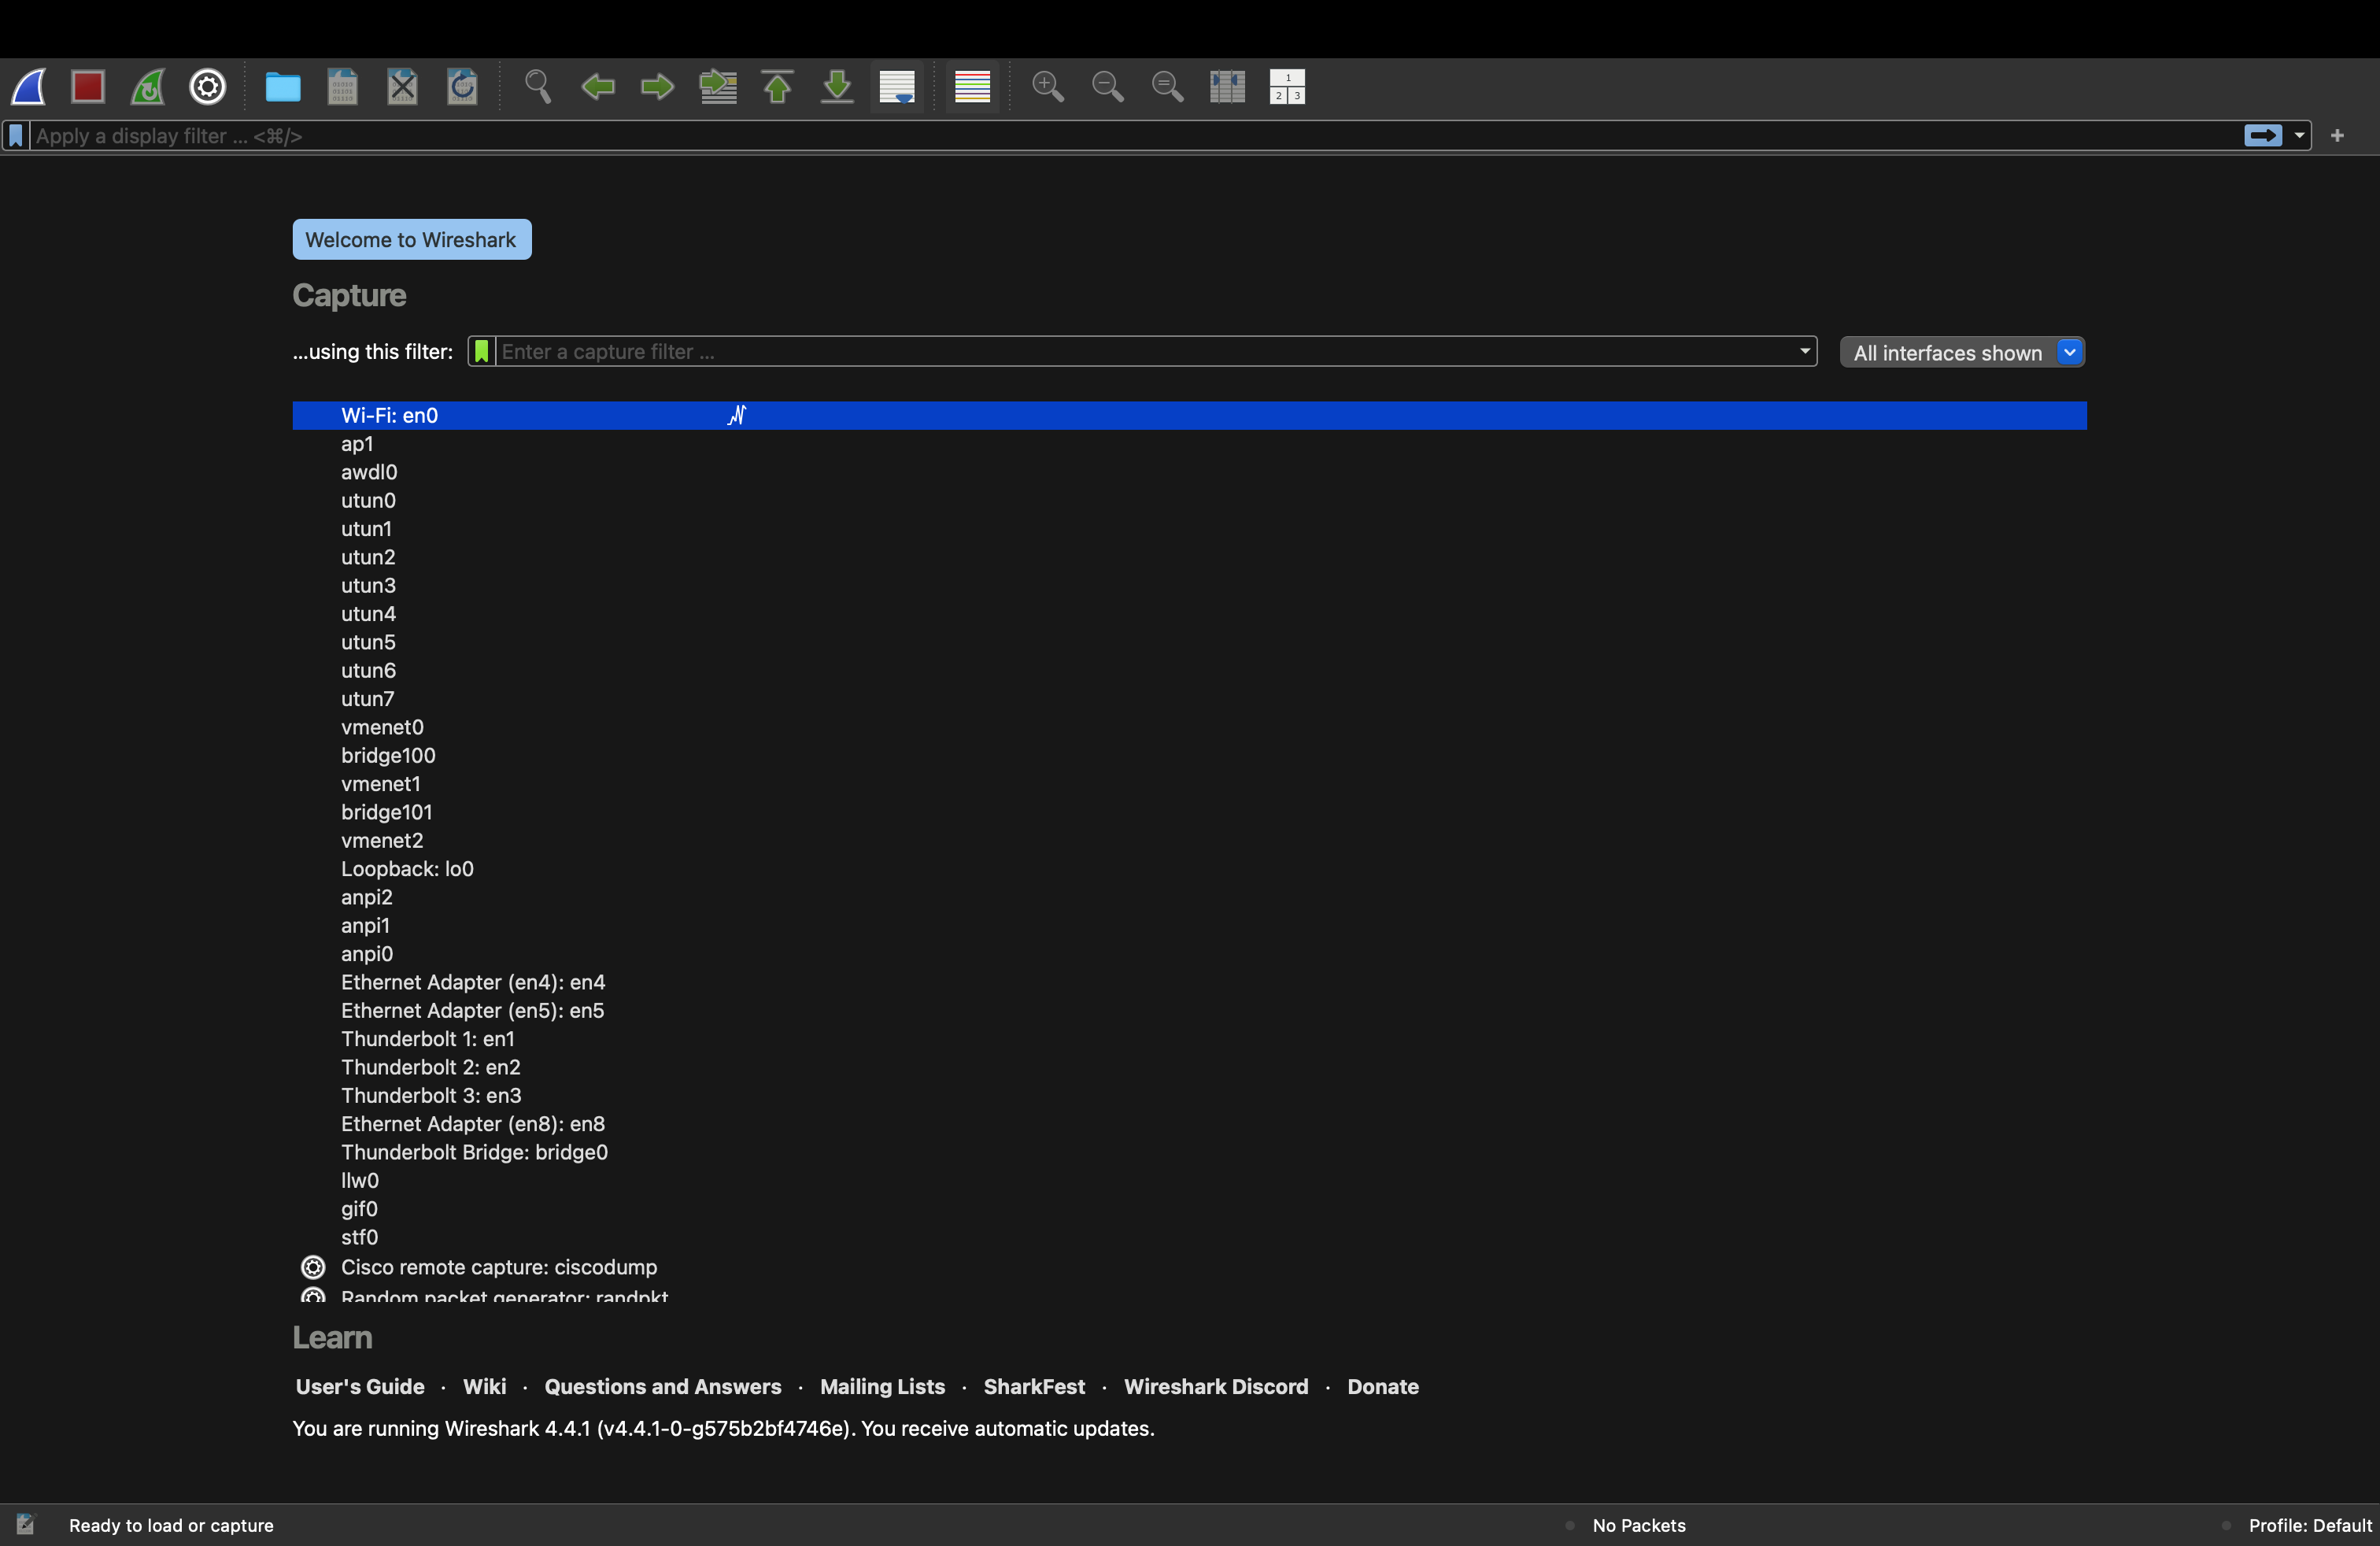 1
2 3
Apply a display filter ... <⌘/>
Welcome to Wireshark
Capture
...using this filter: Enter a capture filter ... All interfaces shown
Wi-Fi: en0
ap1
awdl0
utun0
utun1
utun2
utun3
utun4
utun5
utun6
utun7
vmenet0
bridge100
vmenet1
bridge101
vmenet2
Loopback: lo0
anpi2
anpi1
anpi0
Ethernet Adapter (en4): en4
Ethernet Adapter (en5): en5
Thunderbolt 1: en1
Thunderbolt 2: en2
Thunderbolt 3: en3
Ethernet Adapter (en8): en8
Thunderbolt Bridge: bridge0
llw0
gif0
stf0
Cisco remote capture: ciscodump
Random packet generator: randpkt
Learn
User's Guide · Wiki · Questions and Answers · Mailing Lists · SharkFest · Wireshark Discord · Donate
You are running Wireshark 4.4.1 (v4.4.1-0-g575b2bf4746e). You receive automatic updates.
Ready to load or capture No Packets Profile: Default